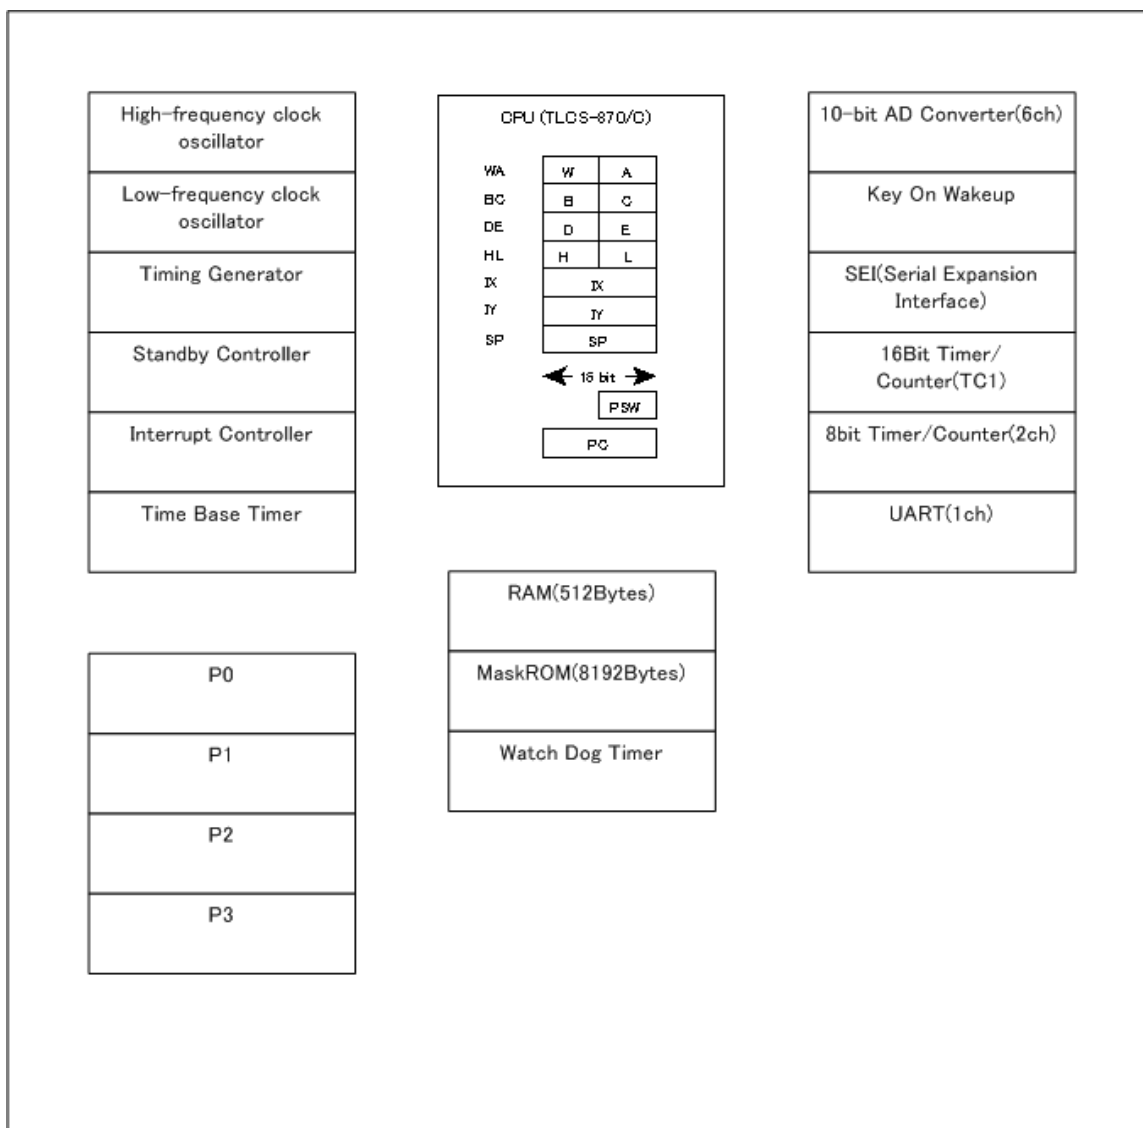 High-frequency clock
oscillator
Low-frequency clock
oscillator
Timing Generator
Standby Controller
Interrupt Controller
Time Base Timer
P0
P1
P2
P3
CPU (TLCS-870/C)
WA W A
BC B C
DE D E
HL H L
IX IX
IY IY
SP SP
16 bit
PSW
PC
RAM(512Bytes)
MaskROM(8192Bytes)
Watch Dog Timer
10-bit AD Converter(6ch)
Key On Wakeup
SEI(Serial Expansion
Interface)
16Bit Timer/
Counter(TC1)
8bit Timer/Counter(2ch)
UART(1ch)